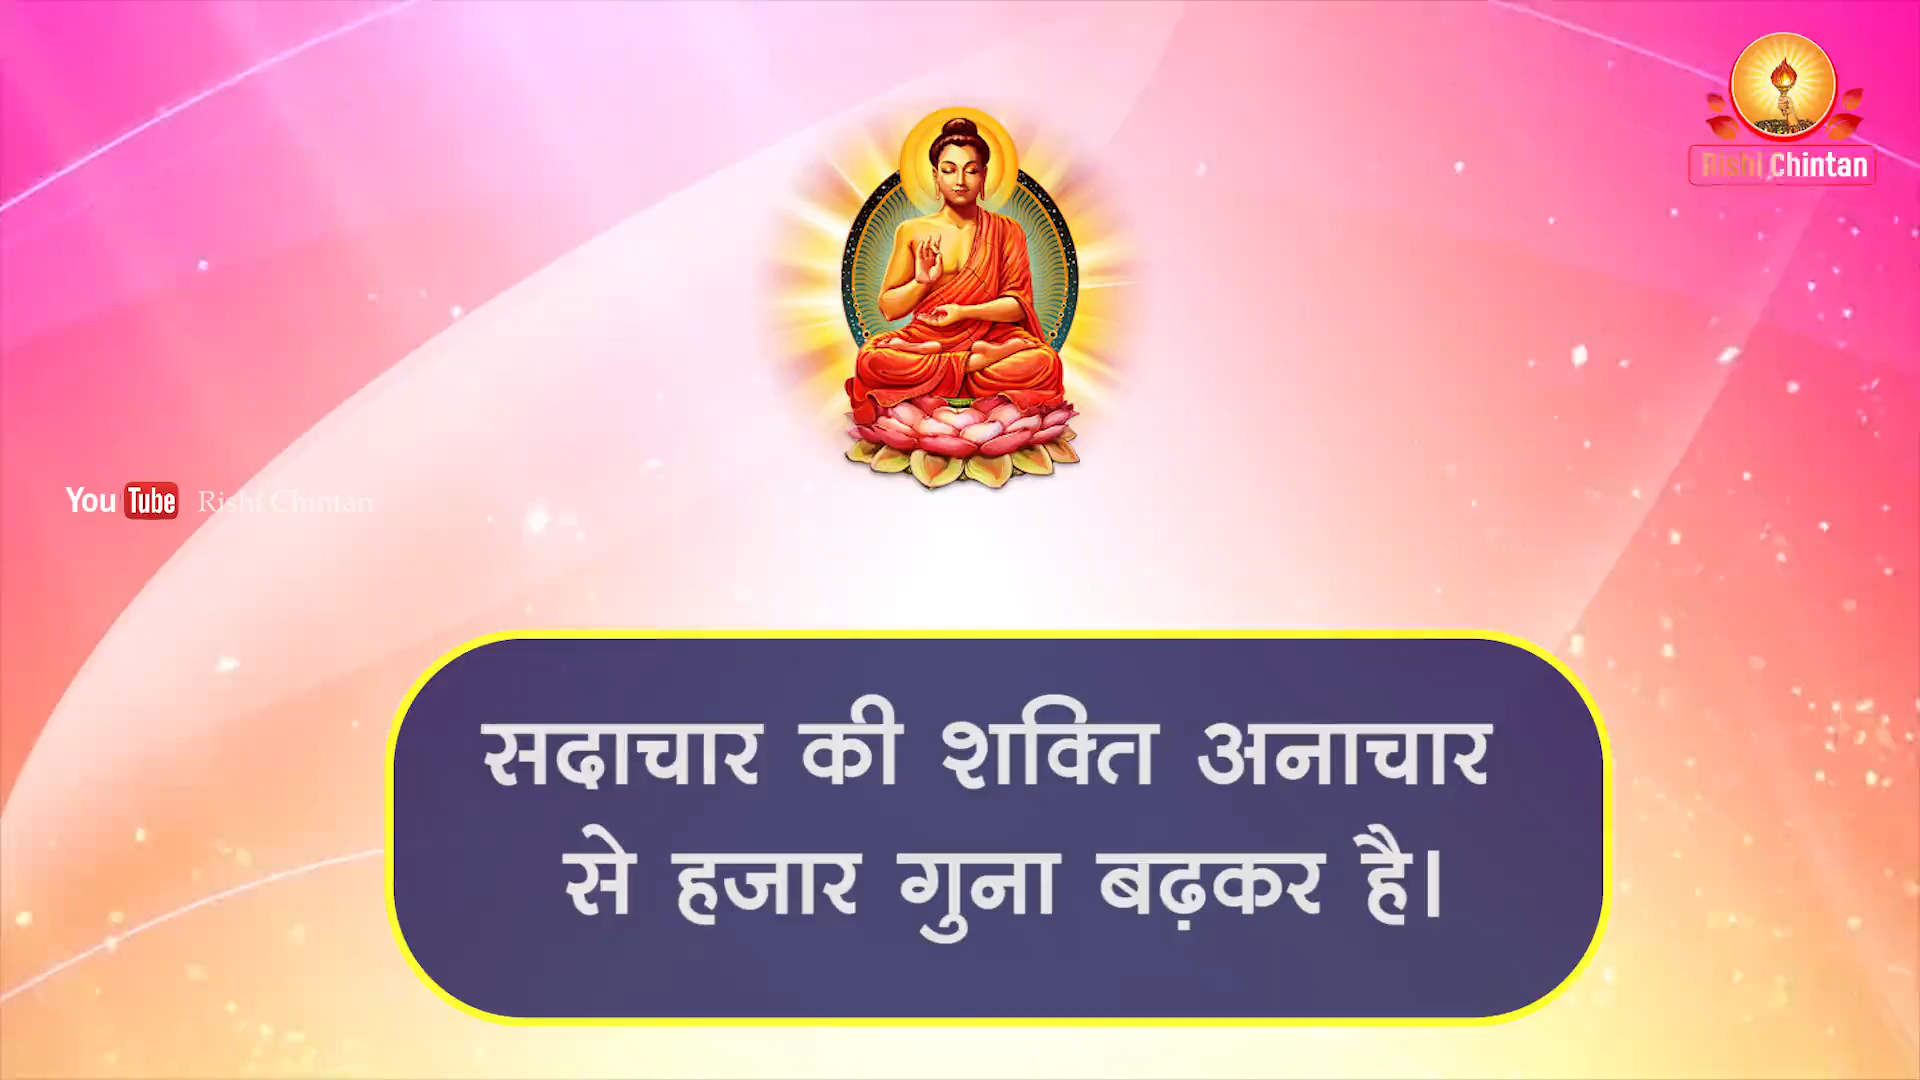 Rishi Chintan
You Tube Rishi Chintan
सदाचार की शक्ति अनाचार
से हजार गुना बढ़कर है।